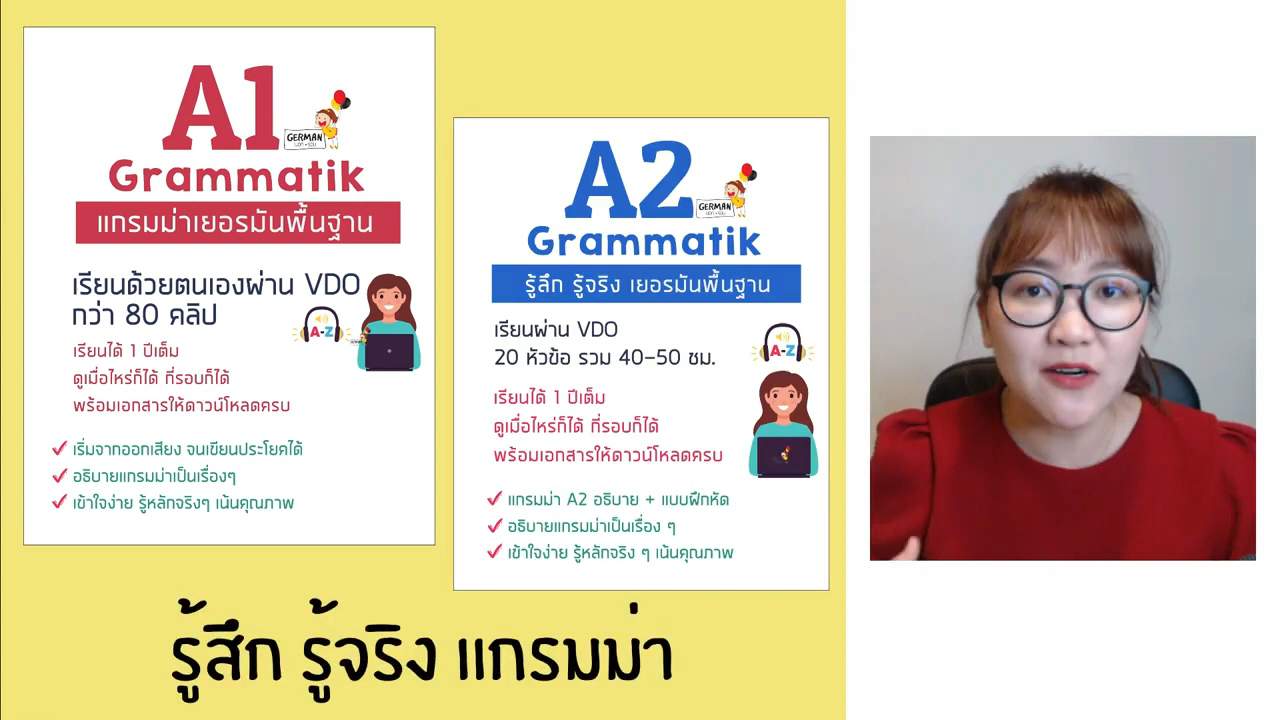 A1
GERMAN
Grammatik
แกรมม่าเยอรมันพื้นฐาน
เรียนด้วยตนเองผ่าน VDO
กว่า 80 คลิป
A-Z
เรียนได้ 1 ปีเต็ม
ดูเมื่อไหร่ก็ได้ กี่รอบก็ได้
พร้อมเอกสารให้ดาวน์โหลดครบ
เริ่มจากออกเสียง จนเขียนประโยคได้
อธิบายแกรมม่าเป็นเรื่องๆ
เข้าใจง่าย รู้หลักจริงๆ เน้นคุณภาพ
A2
GERMAN
Grammatik
รู้ลึก รู้จริง เยอรมันพื้นฐาน
เรียนผ่าน VDO
20 หัวข้อ รวม 40–50 ชม.
A-Z
เรียนได้ 1 ปีเต็ม
ดูเมื่อไหร่ก็ได้ กี่รอบก็ได้
พร้อมเอกสารให้ดาวน์โหลดครบ
แกรมม่า A2 อธิบาย + แบบฝึกหัด
อธิบายแกรมม่าเป็นเรื่อง ๆ
เข้าใจง่าย รู้หลักจริง ๆ เน้นคุณภาพ
รู้สึก รู้จริง แกรมม่า